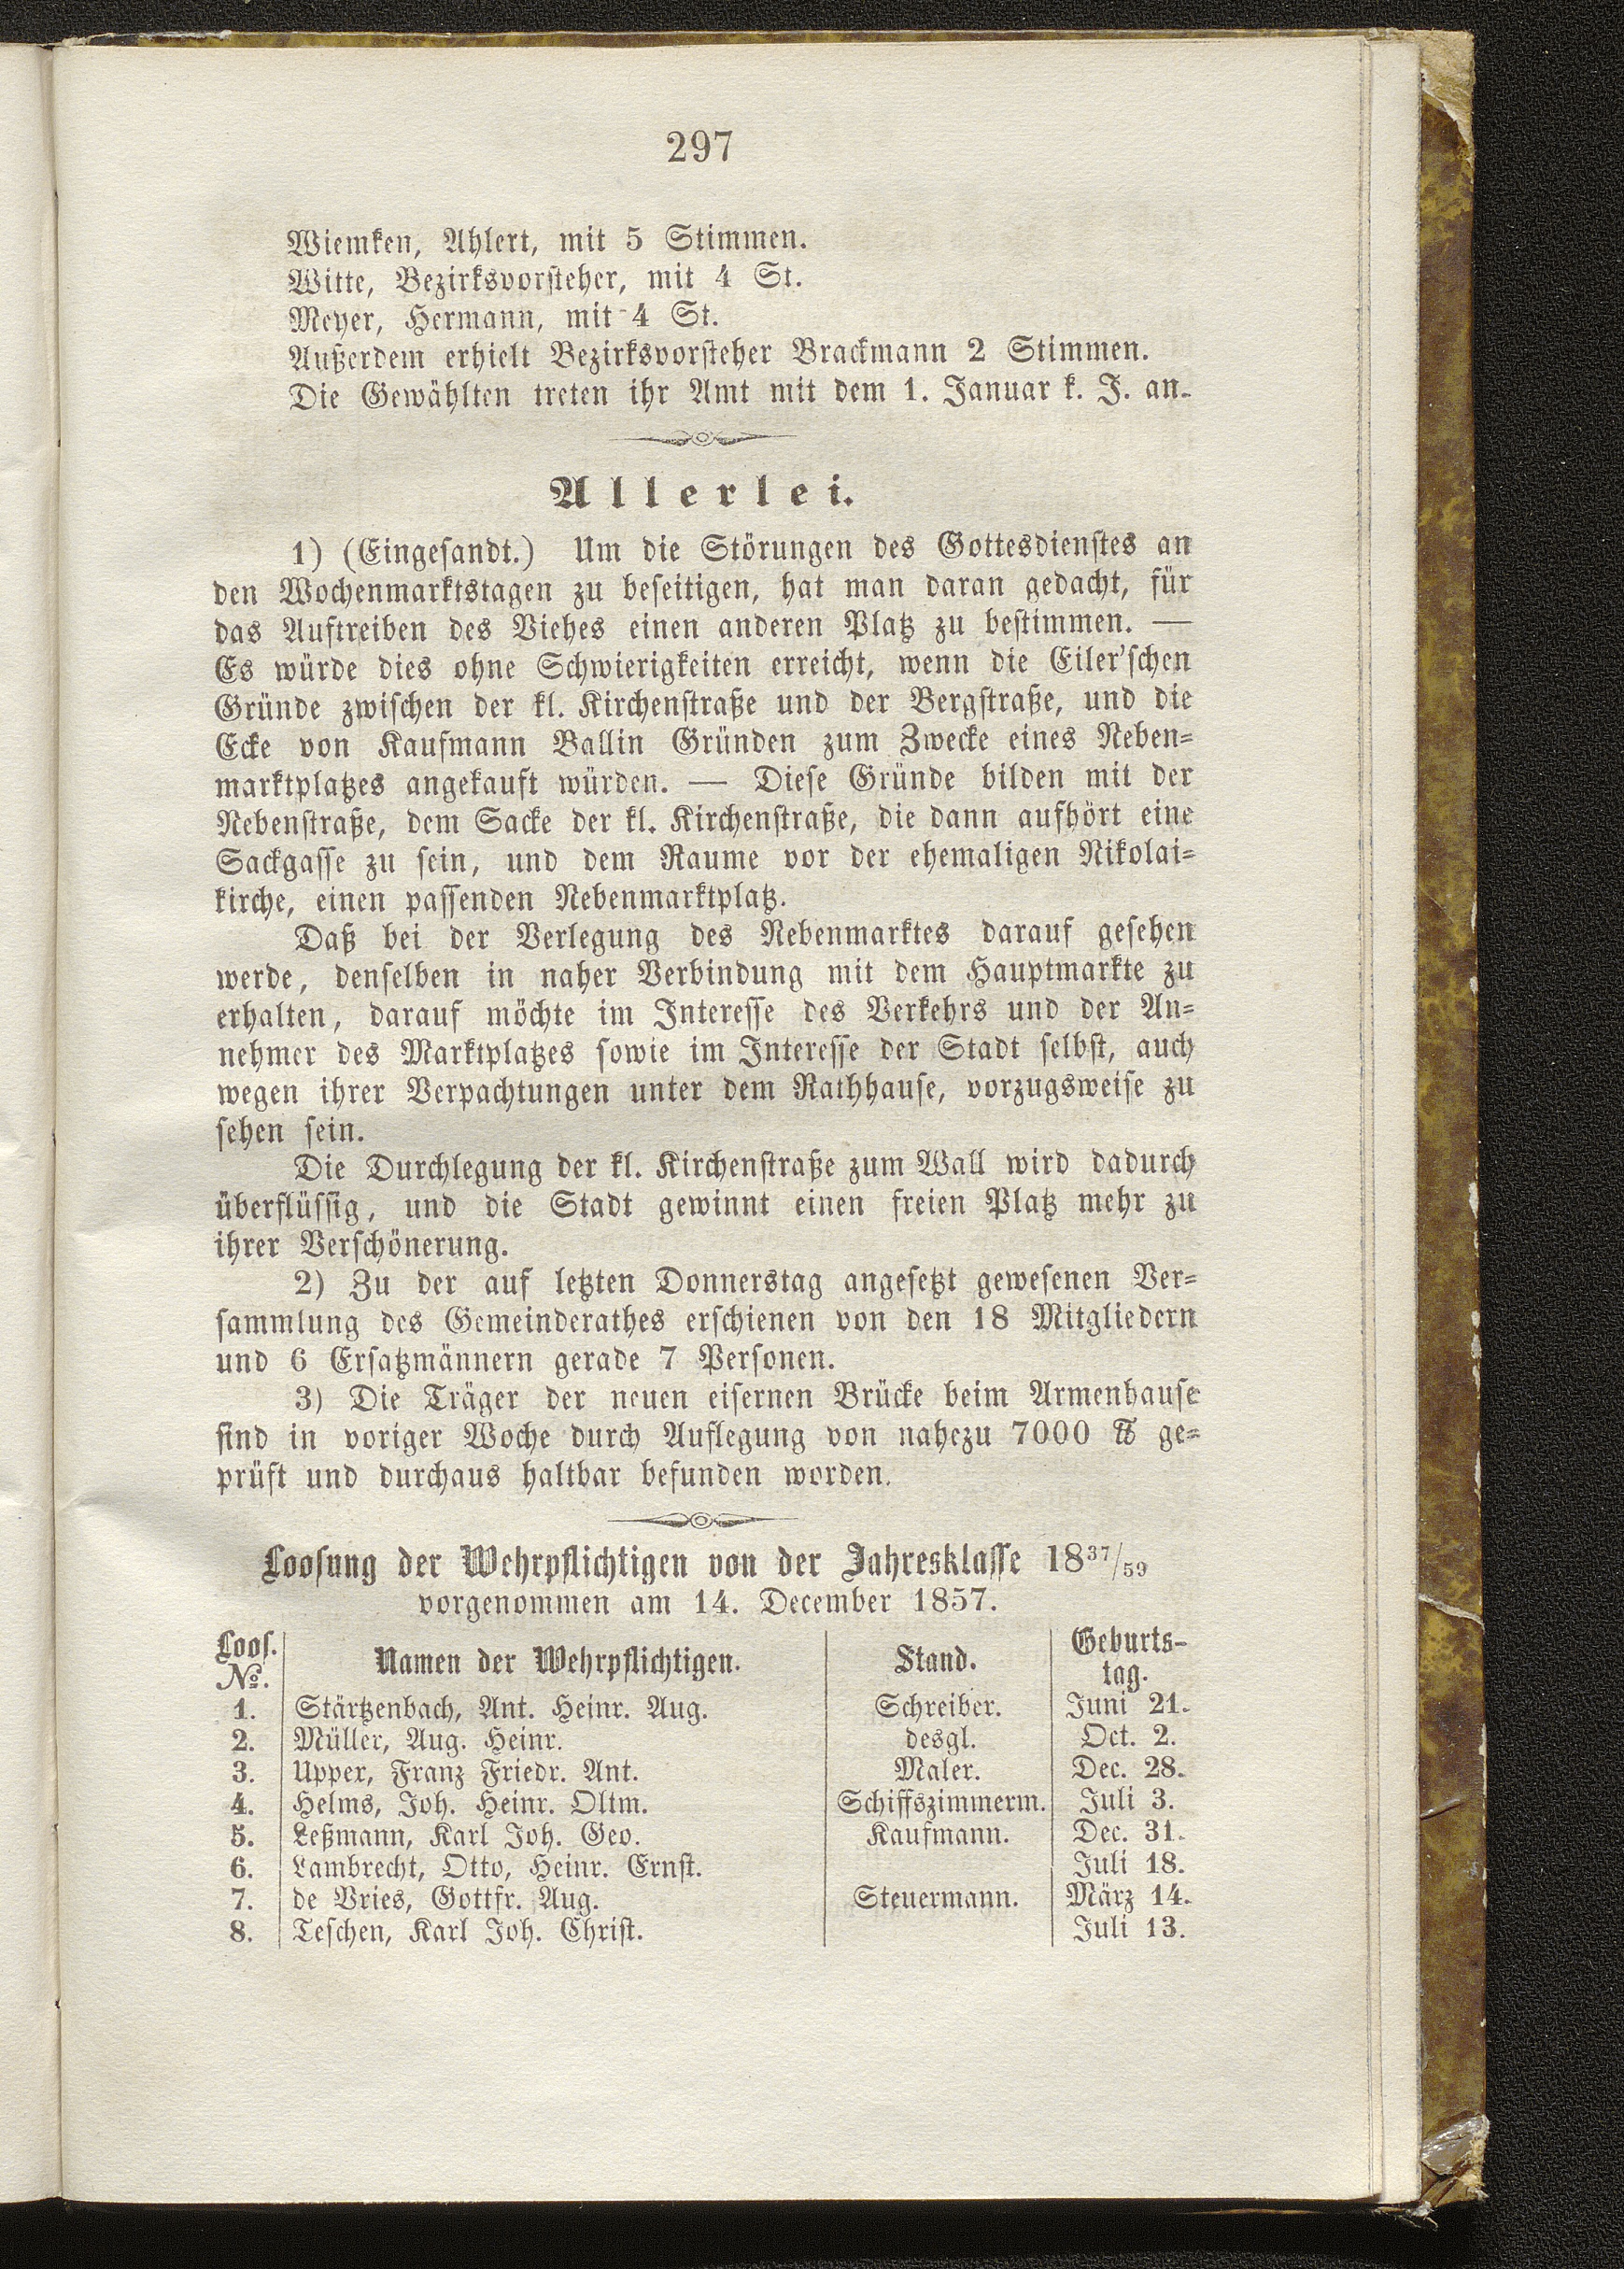 297
Wiemken, Ahlert, mit 5 Stimmen.
Witte, Bezirksvorsteher, mit 4 St.
Meyer, Hermann, mit 4 St.
Außerdem erhielt Bezirksvorsteher Brackmann 2 Stimmen.
Die Gewählten treten ihr Amt mit dem 1. Januar k. J. an.
Allerlei.
1) (Eingesandt.) Um die Störungen des Gottesdienstes an
den Wochenmarktstagen zu beseitigen, hat man daran gedacht, für
das Auftreiben des Viehes einen anderen Platz zu bestimmen. —
Es würde dies ohne Schwierigkeiten erreicht, wenn die Eiler'schen
Gründe zwischen der kl. Kirchenstraße und der Bergstraße, und die
Ecke von Kaufmann Ballin Gründen zum Zwecke eines Neben-
marktplatzes angekauft würden. — Diese Gründe bilden mit der
Nebenstraße, dem Sacke der kl. Kirchenstraße, die dann aufhört eine
Sackgasse zu sein, und dem Raume vor der ehemaligen Nikolai-
kirche, einen passenden Nebenmarktplatz.
Daß bei der Verlegung des Nebenmarktes darauf gesehen
werde, denselben in naher Verbindung mit dem Hauptmarkte zu
erhalten, darauf möchte im Interesse des Verkehrs und der An-
nehmer des Marktplatzes sowie im Interesse der Stadt selbst, auch
wegen ihrer Verpachtungen unter dem Rathhause, vorzugsweise zu
sehen sein.
Die Durchlegung der kl. Kirchenstraße zum Wall wird dadurch
überflüssig, und die Stadt gewinnt einen freien Platz mehr zu
ihrer Verschönerung.
2) Zu der auf letzten Donnerstag angesetzt gewesenen Ver-
sammlung des Gemeinderathes erschienen von den 18 Mitgliedern
und 6 Ersatzmännern gerade 7 Personen.
3) Die Träger der neuen eisernen Brücke beim Armenhause
sind in voriger Woche durch Auflegung von nahezu 7000 ℔ ge-
prüft und durchaus haltbar befunden worden.
Loosung der Wehrpflichtigen von der Jahresklasse 18³⁷/₅₉
vorgenommen am 14. December 1857.
Loos. No. Namen der Wehrpflichtigen. Stand. Geburts-tag.
1. Stärtzenbach, Ant. Heinr. Aug. Schreiber. Juni 21.
2. Müller, Aug. Heinr. desgl. Oct. 2.
3. Upper, Franz Friedr. Ant. Maler. Dec. 28.
4. Helms, Joh. Heinr. Oltm. Schiffszimmerm. Juli 3.
5. Leßmann, Karl Joh. Geo. Kaufmann. Dec. 31.
6. Lambrecht, Otto, Heinr. Ernst. Juli 18.
7. de Vries, Gottfr. Aug. Steuermann. März 14.
8. Teschen, Karl Joh. Christ. Juli 13.